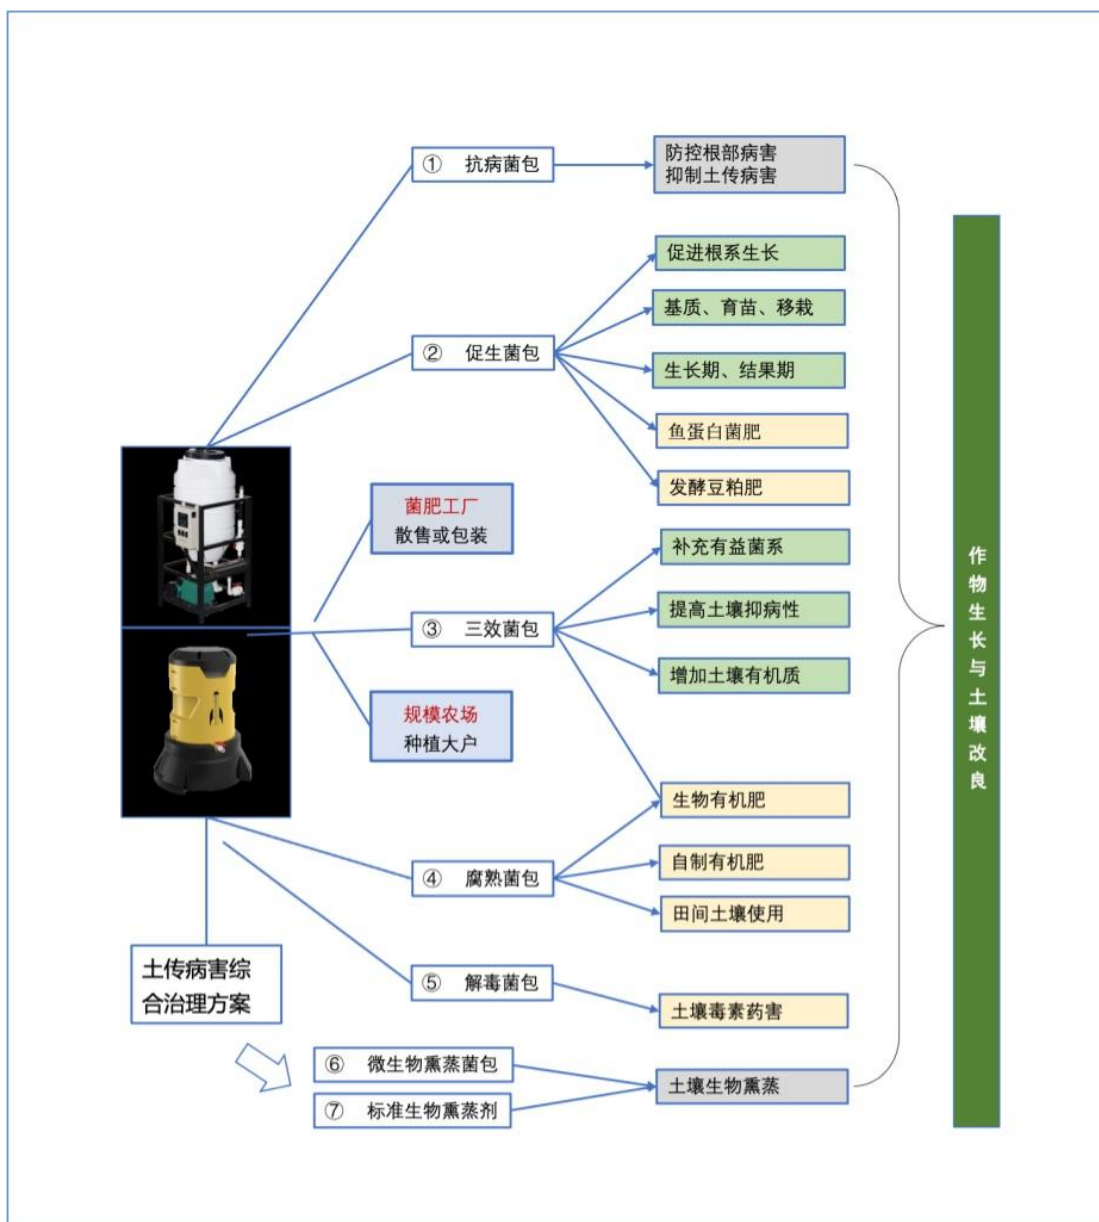 ① 抗病菌包
防控根部病害
抑制土传病害
促进根系生长
基质、育苗、移栽
② 促生菌包
生长期、结果期
鱼蛋白菌肥
发酵豆粕肥
菌肥工厂
散售或包装
补充有益菌系
③ 三效菌包
提高土壤抑病性
增加土壤有机质
规模农场
种植大户
生物有机肥
④ 腐熟菌包
自制有机肥
田间土壤使用
土传病害综
合治理方案
⑤ 解毒菌包
土壤毒素药害
⑥ 微生物熏蒸菌包
⑦ 标准生物熏蒸剂
土壤生物熏蒸
作物生长与土壤改良